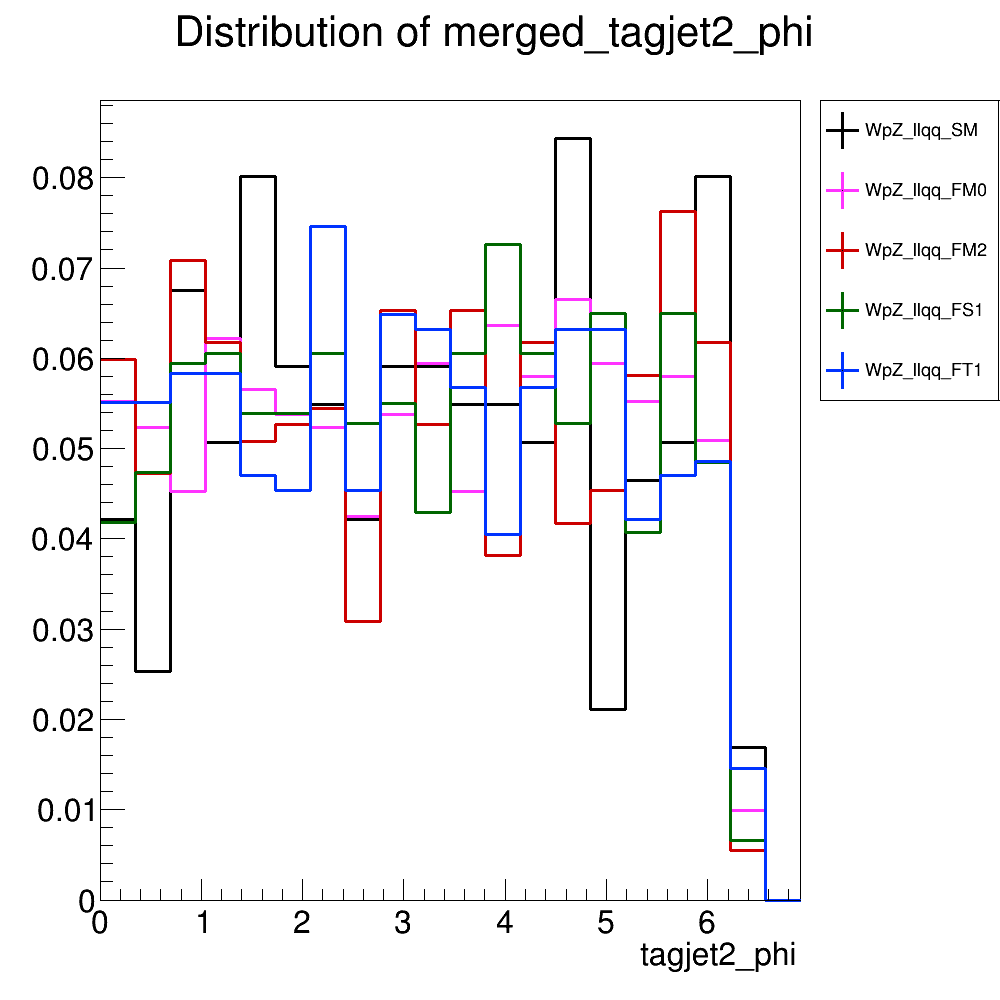 Distribution of merged_tagjet2_phi
WpZ_llqq_SM
WpZ_llqq_FM0
WpZ_llqq_FM2
WpZ_llqq_FS1
WpZ_llqq_FT1
0.08
0.07
0.06
0.05
0.04
0.03
0.02
0.01
0
0 1 2 3 4 5 6
tagjet2_phi